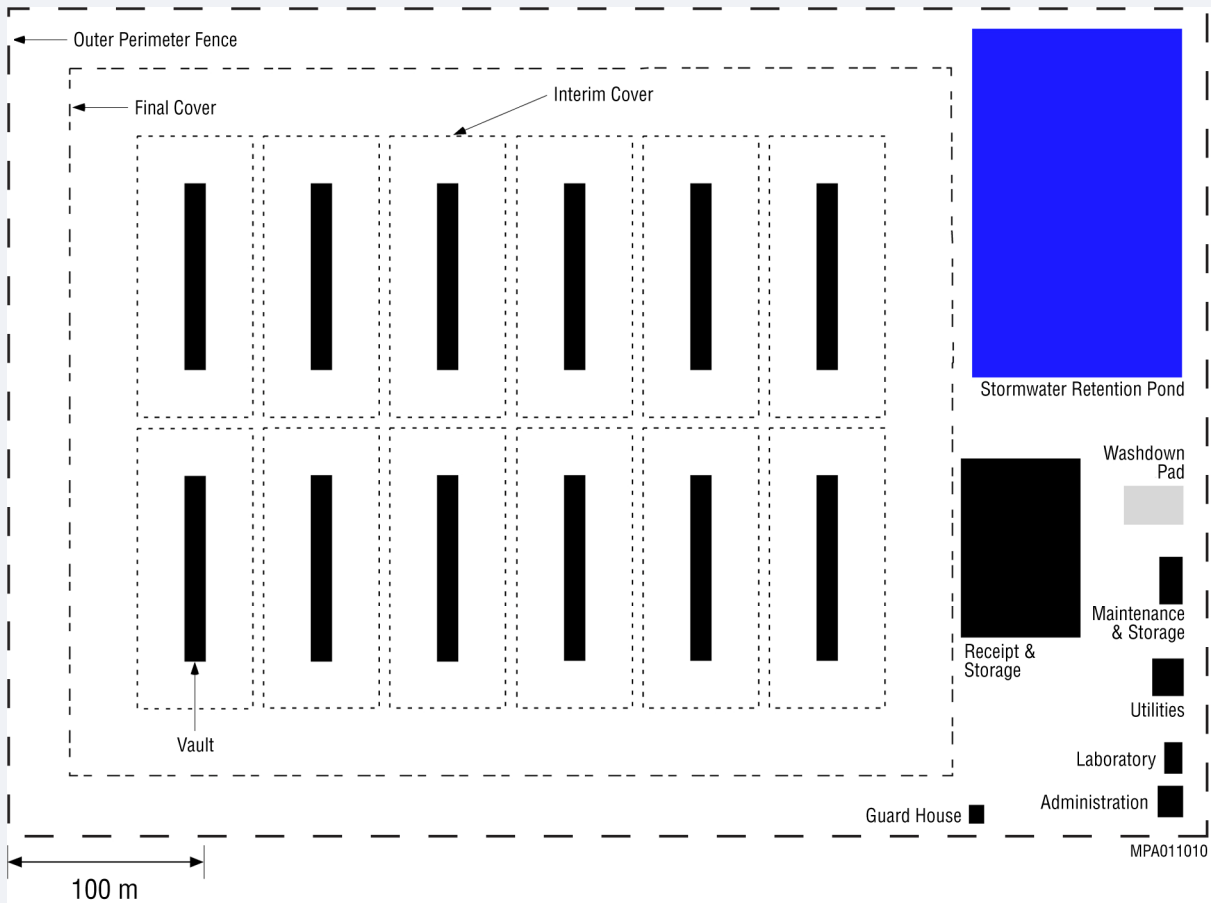 Outer Perimeter Fence
Interim Cover
Final Cover
Stormwater Retention Pond
Washdown
Pad
Maintenance
& Storage
Receipt &
Storage
Utilities
Vault
Laboratory
Administration
Guard House
MPA011010
100 m